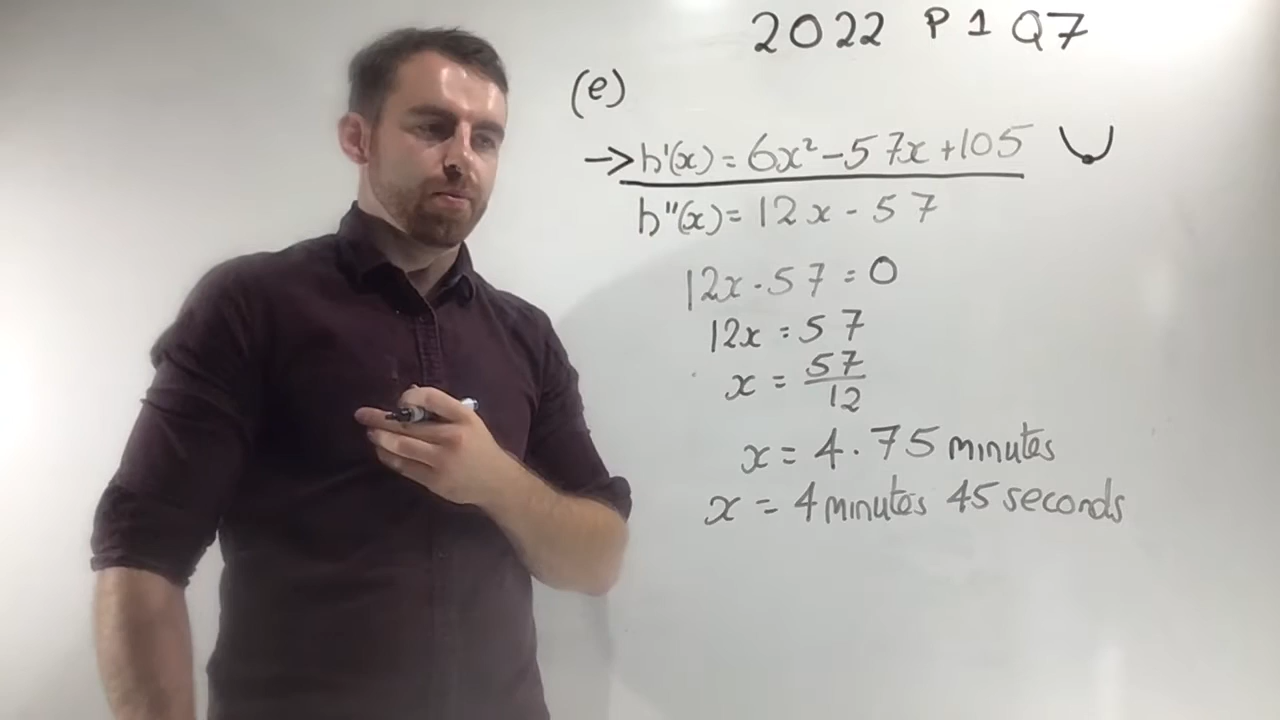 2022 P1 Q7
(e)
→ h'(x) = 6x² - 57x + 105
h''(x) = 12x - 57
12x - 57 = 0
12x = 57
x = 57/12
x = 4.75 minutes
x = 4 minutes 45 seconds